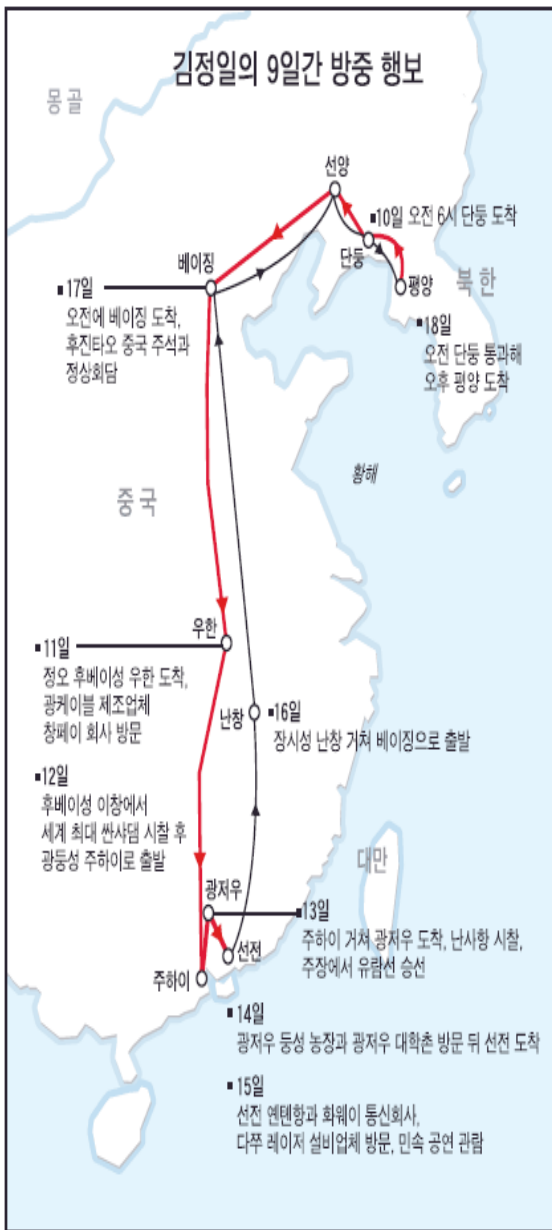 김정일의 9일간 방중 행보
몽골
선양
■10일 오전 6시 단둥 도착
단둥
베이징
평양
북한
■17일
오전에 베이징 도착,
후진타오 중국 주석과
정상회담
■18일
오전 단둥 통과해
오후 평양 도착
황해
중국
우한
■11일
정오 후베이성 우한 도착,
광케이블 제조업체
창페이 회사 방문
난창
■16일
장시성 난창 거쳐 베이징으로 출발
■12일
후베이성 이창에서
세계 최대 싼샤댐 시찰 후
광둥성 주하이로 출발
대만
광저우
■13일
주하이 거쳐 광저우 도착, 난사항 시찰,
주장에서 유람선 승선
선전
주하이
■14일
광저우 둥성 농장과 광저우 대학촌 방문 뒤 선전 도착
■15일
선전 옌톈항과 화웨이 통신회사,
다쭈 레이저 설비업체 방문, 민속 공연 관람